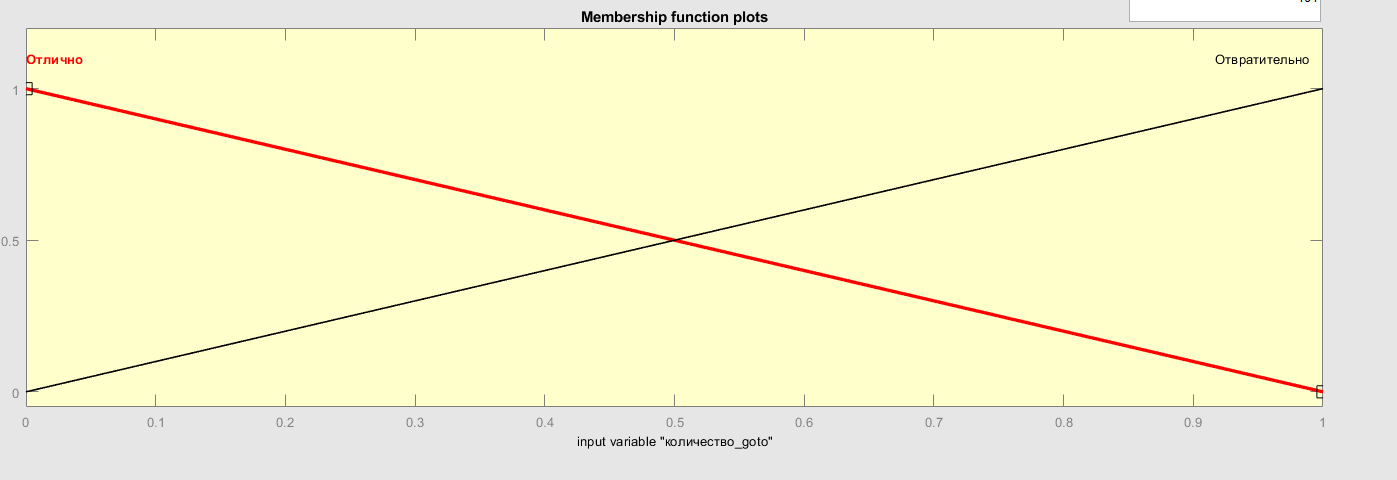 Membership function plots
Отлично
Отвратительно
1
0.5
0
0 0.1 0.2 0.3 0.4 0.5 0.6 0.7 0.8 0.9 1
input variable "количество_goto"